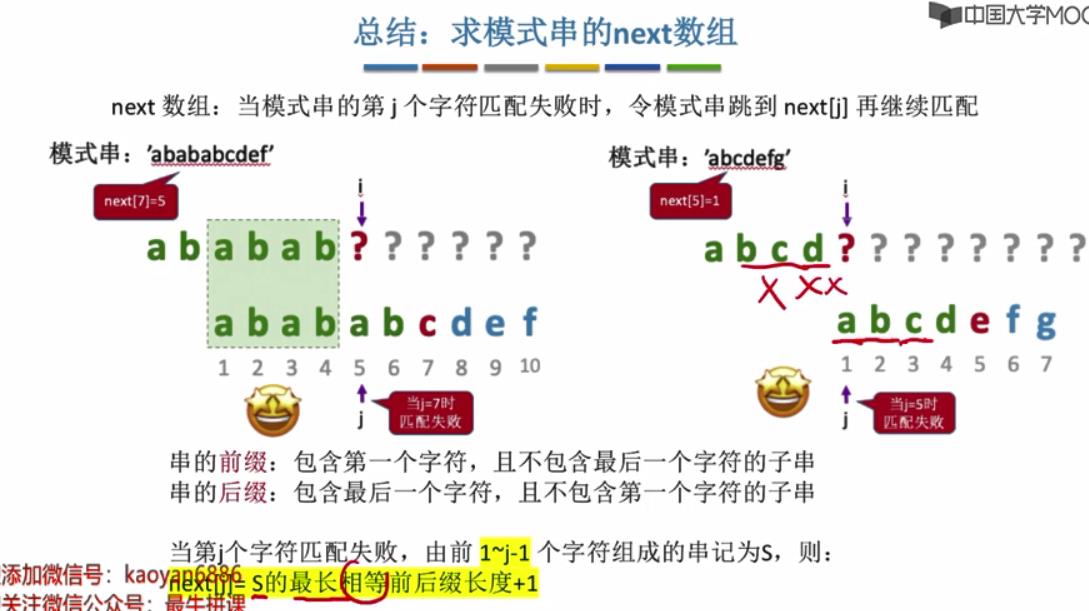 中国大学MOO
总结：求模式串的next数组
next 数组：当模式串的第 j 个字符匹配失败时，令模式串跳到 next[j] 再继续匹配
模式串：’abababcdef’
next[7]=5
i
a b a b a b ? ? ? ? ? ?
a b a b a b c d e f
1 2 3 4 5 6 7 8 9 10
j
当j=7时
匹配失败
模式串：’abcdefg’
next[5]=1
i
a b c d ? ? ? ? ? ? ? ?
X X x
a b c d e f g
1 2 3 4 5 6 7
j
当j=5时
匹配失败
串的前缀：包含第一个字符，且不包含最后一个字符的子串
串的后缀：包含最后一个字符，且不包含第一个字符的子串
当第j个字符匹配失败，由前 1~j-1 个字符组成的串记为S，则：
next[j]= S的最长相等前后缀长度+1
添加微信号：kaoyan6886
关注微信公众号：最牛拼课